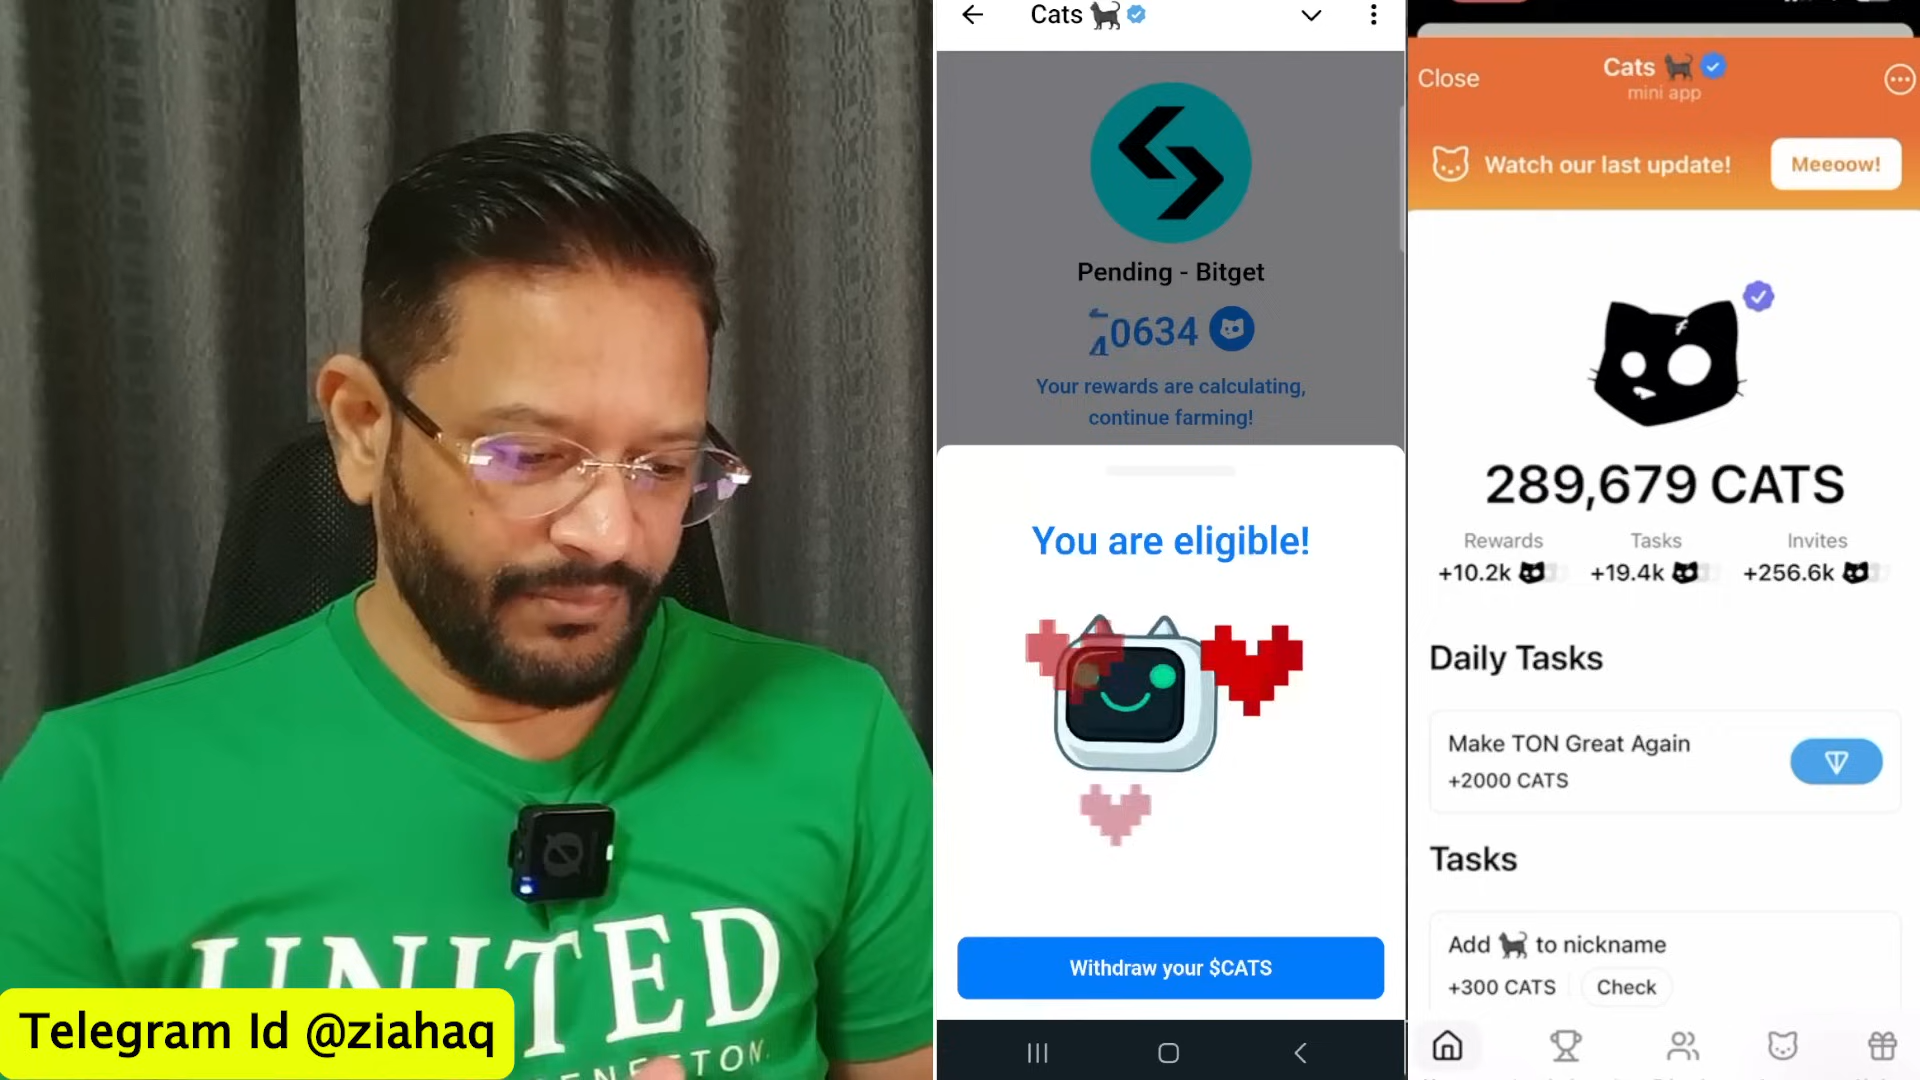 UNITED
Telegram Id @ziahaq
Cats
Pending - Bitget
0634
Your rewards are calculating,
continue farming!
You are eligible!
Withdraw your $CATS
Close
Cats
mini app
Watch our last update!
Meeoow!
289,679 CATS
Rewards
Tasks
Invites
+10.2k
+19.4k
+256.6k
Daily Tasks
Make TON Great Again
+2000 CATS
Tasks
Add 🐈‍⬛ to nickname
+300 CATS
Check